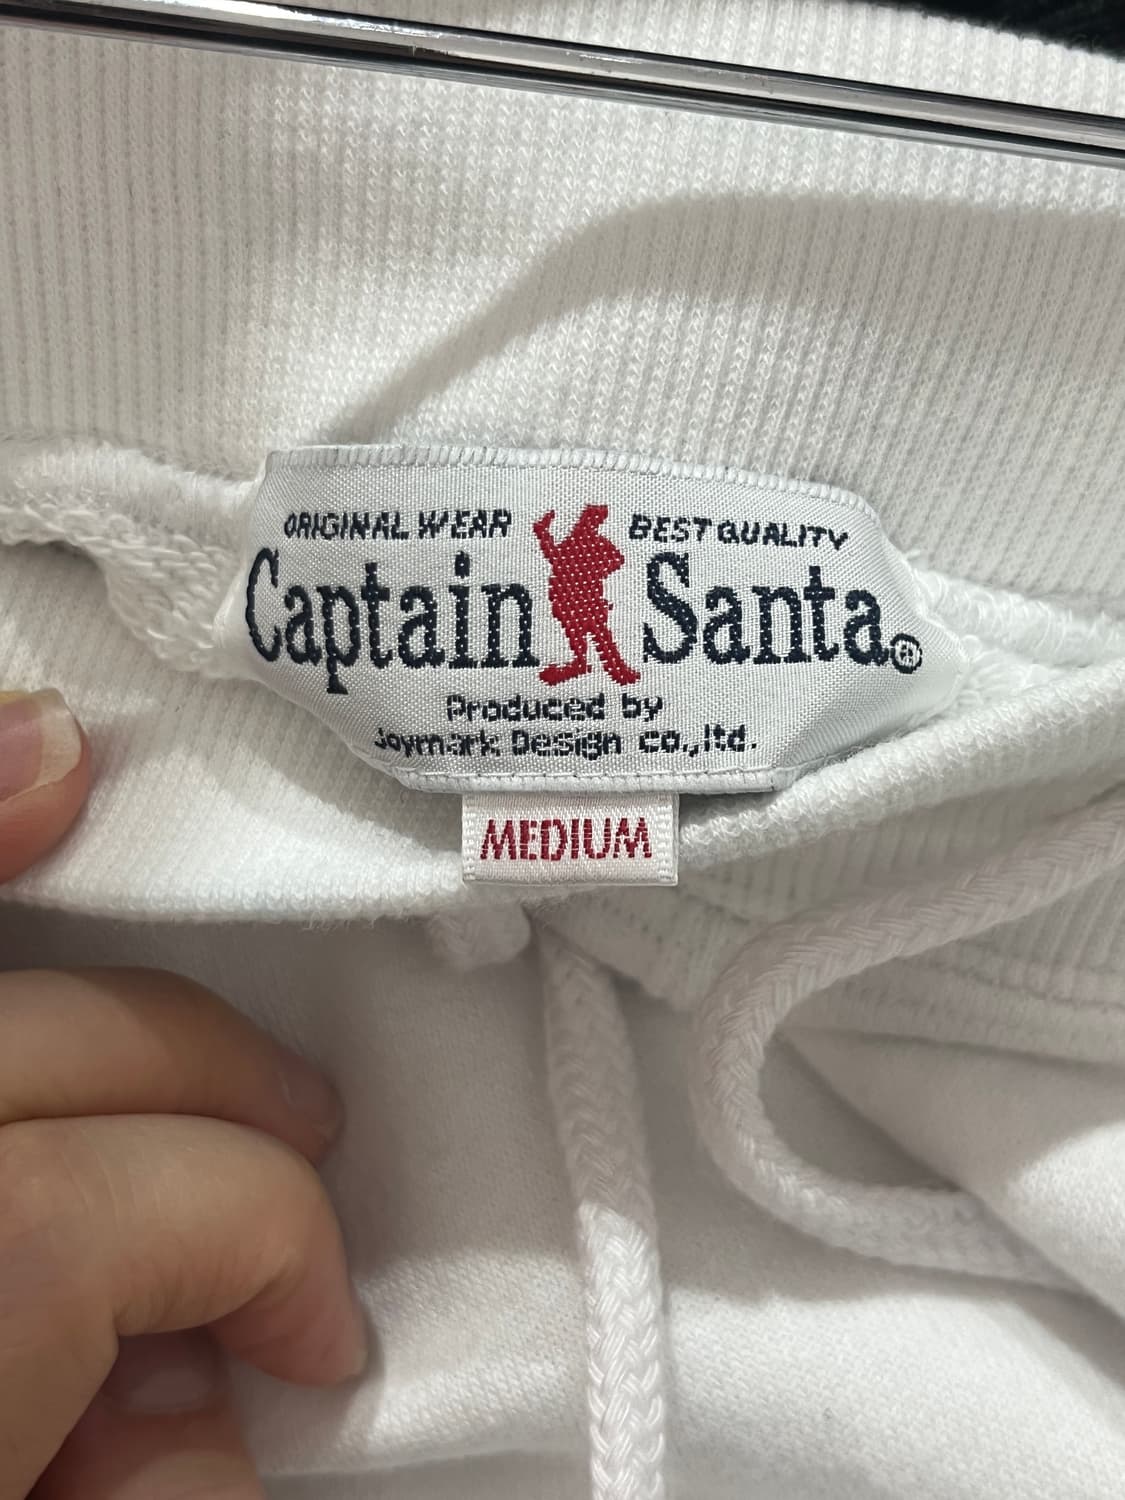 ORIGINAL WEAR BEST QUALITY
Captain Santa®
Produced by
Joymark Design co.,ltd.
MEDIUM